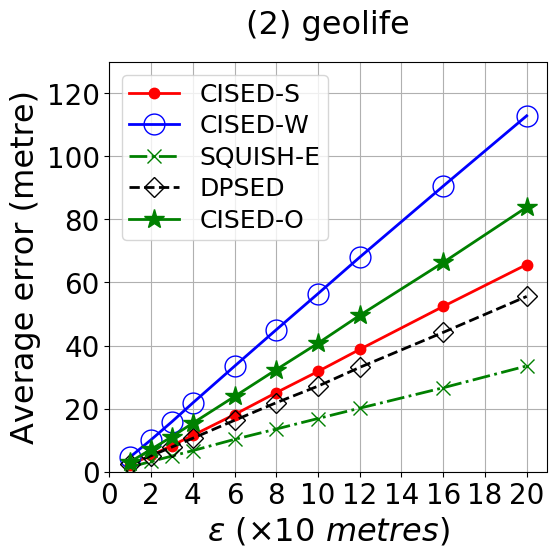 (2) geolife
Average error (metre)
120
100
80
60
40
20
0
CISED-S
CISED-W
SQUISH-E
DPSED
CISED-O
0 2 4 6 8 10 12 14 16 18 20
ε (×10 metres)